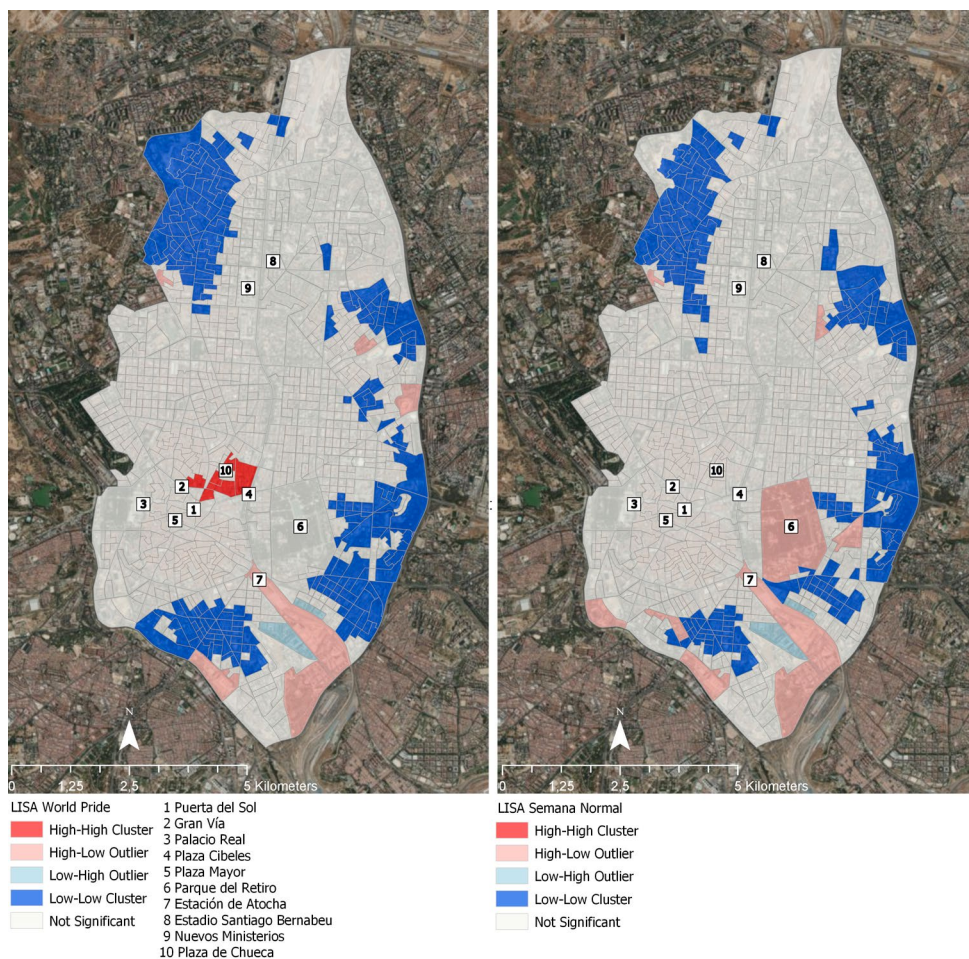 8
9
10
2
4
3
1
5
6
7
N
0 1,25 2,5 5 Kilometers
LISA World Pride
High-High Cluster
High-Low Outlier
Low-High Outlier
Low-Low Cluster
Not Significant
1 Puerta del Sol
2 Gran Vía
3 Palacio Real
4 Plaza Cibeles
5 Plaza Mayor
6 Parque del Retiro
7 Estación de Atocha
8 Estadio Santiago Bernabeu
9 Nuevos Ministerios
10 Plaza de Chueca
8
9
10
2
4
3
1
5
6
7
N
0 1,25 2,5 5 Kilometers
LISA Semana Normal
High-High Cluster
High-Low Outlier
Low-High Outlier
Low-Low Cluster
Not Significant